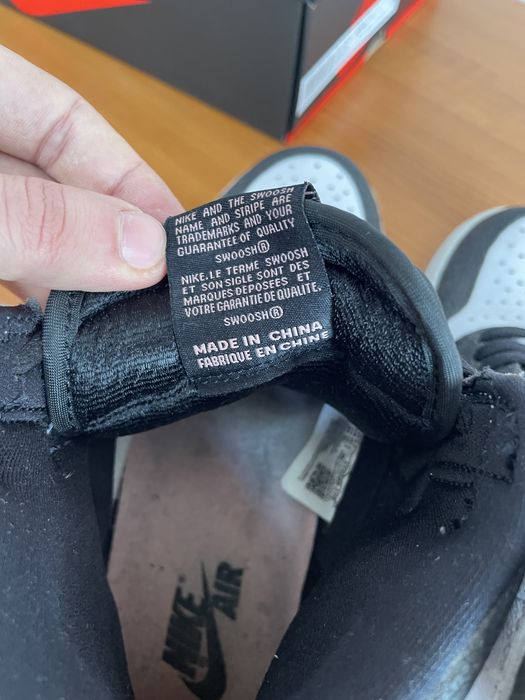 NIKE AND THE SWOOSH
NAME AND STRIPE ARE
TRADEMARKS AND YOUR
GUARANTEE OF QUALITY
SWOOSH®
NIKE. LE TERME SWOOSH
ET SON SIGLE SONT DES
MARQUES DEPOSEES ET
VOTRE GARANTIE DE QUALITE.
SWOOSH®
MADE IN CHINA
FABRIQUE EN CHINE
NIKE AIR